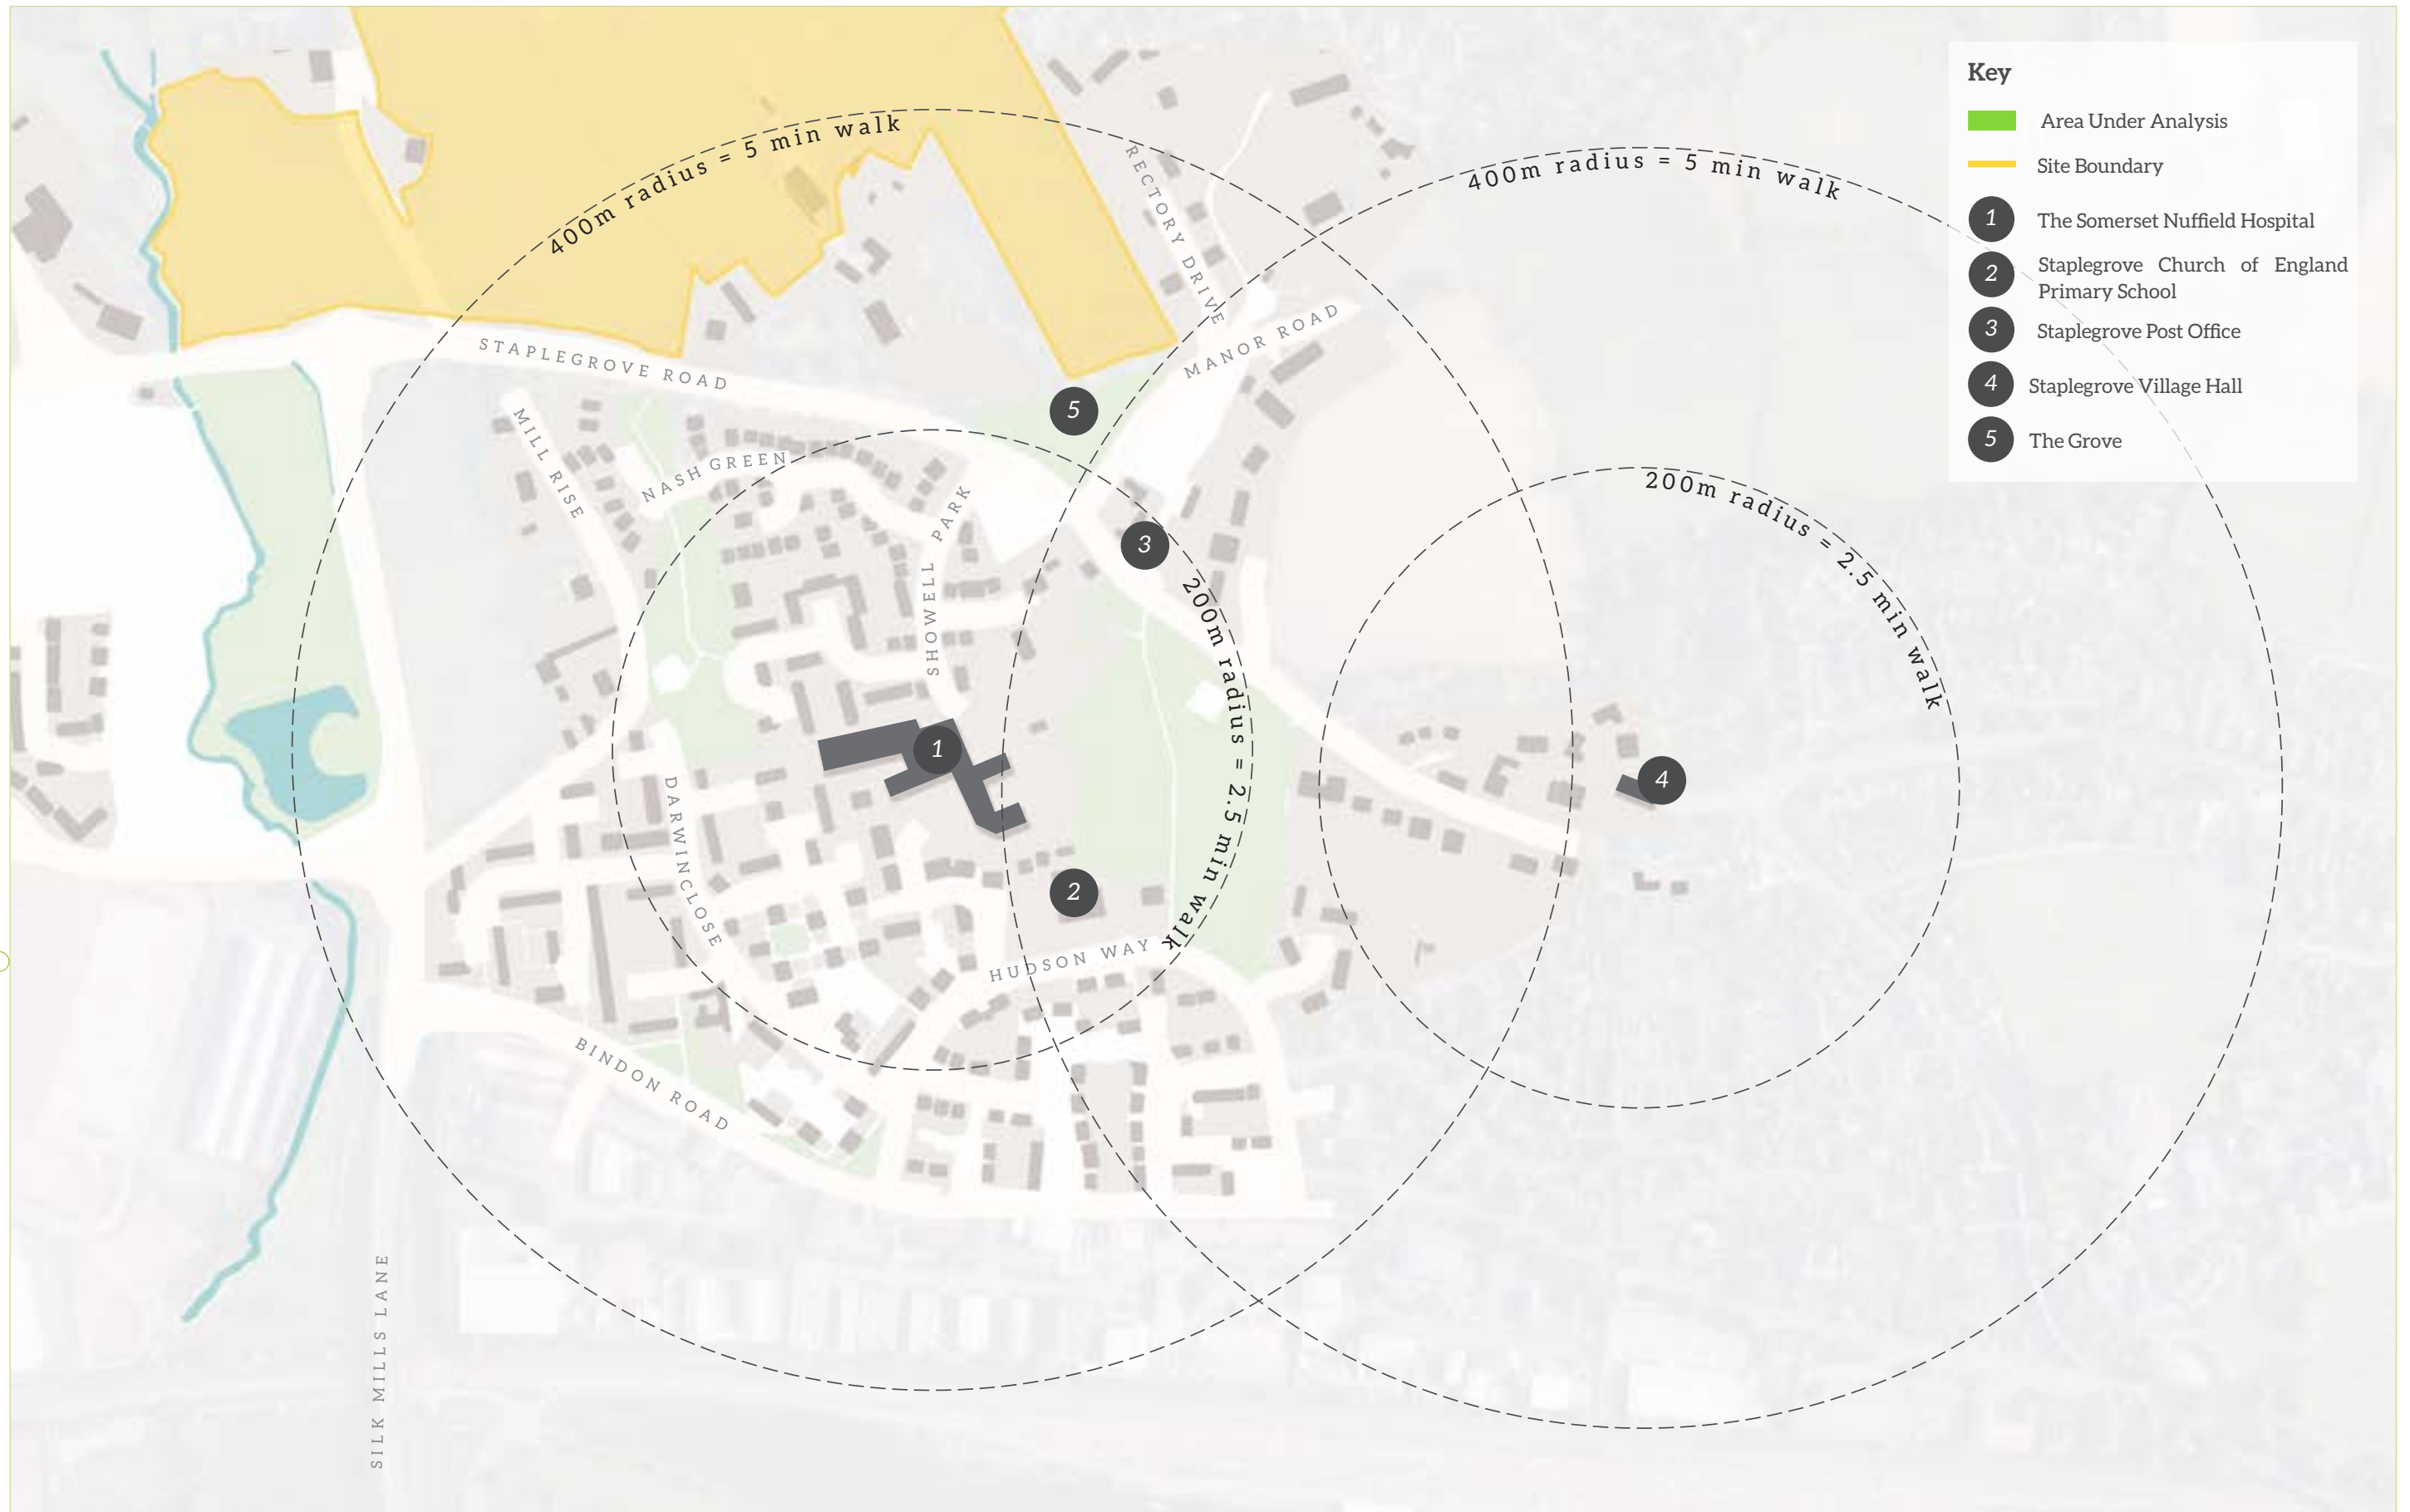 Key
Area Under Analysis
Site Boundary
1 The Somerset Nuffield Hospital
2 Staplegrove Church of England
Primary School
3 Staplegrove Post Office
4 Staplegrove Village Hall
5 The Grove
400m radius = 5 min walk
400m radius = 5 min walk
RECTORY DRIVE
MANOR ROAD
STAPLEGROVE ROAD
5
MILL RISE
NASH GREEN
SHOWELL PARK
3
200m radius = 2.5 min walk
200m radius = 2.5 min walk
1
4
DARWINCLOSE
2
HUDSON WAY
BINDON ROAD
SILK MILLS LANE